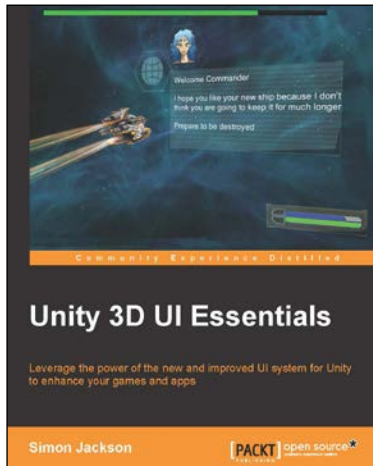 Welcome Commander
I hope you like your new ship because I don't
think you are going to keep it for much longer
Prepare to be destroyed
Community Experience Distilled
Unity 3D UI Essentials
Leverage the power of the new and improved UI system for Unity
to enhance your games and apps
Simon Jackson
[PACKT] open source*
PUBLISHING